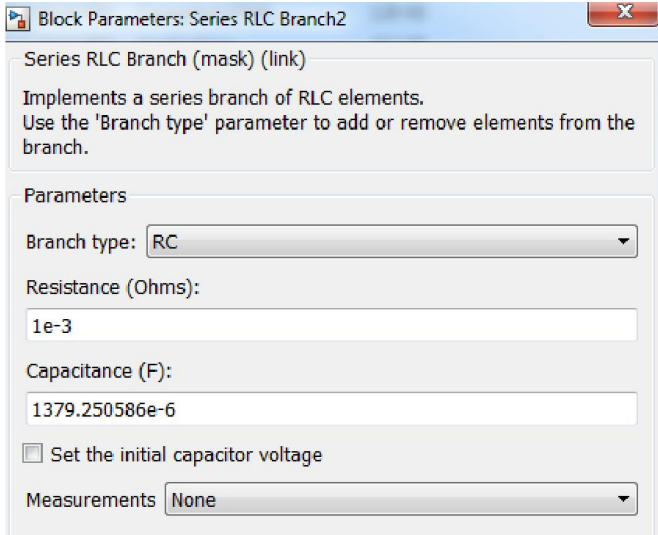 Block Parameters: Series RLC Branch2
Series RLC Branch (mask) (link)
Implements a series branch of RLC elements.
Use the 'Branch type' parameter to add or remove elements from the
branch.
Parameters
Branch type: RC
Resistance (Ohms):
1e-3
Capacitance (F):
1379.250586e-6
Set the initial capacitor voltage
Measurements None